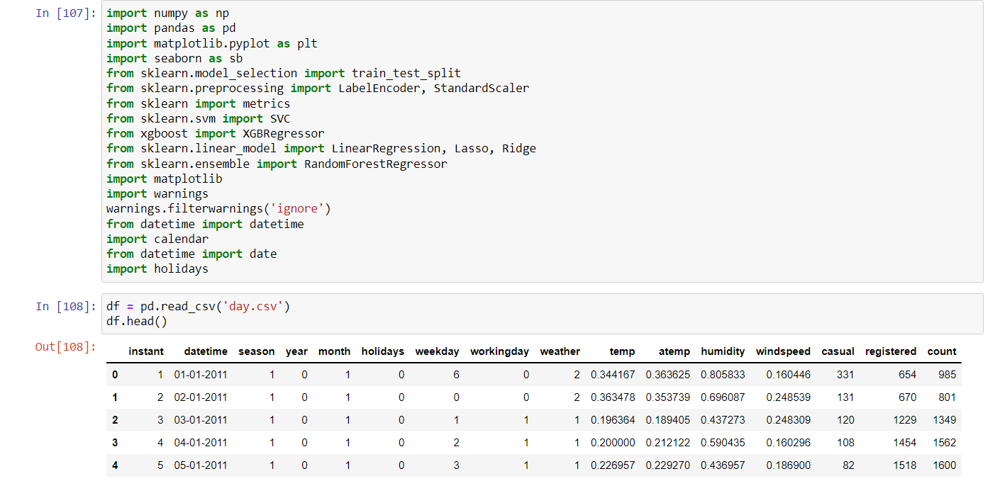 In [107]: import numpy as np
import pandas as pd
import matplotlib.pyplot as plt
import seaborn as sb
from sklearn.model_selection import train_test_split
from sklearn.preprocessing import LabelEncoder, StandardScaler
from sklearn import metrics
from sklearn.svm import SVC
from xgboost import XGBRegressor
from sklearn.linear_model import LinearRegression, Lasso, Ridge
from sklearn.ensemble import RandomForestRegressor
import matplotlib
import warnings
warnings.filterwarnings('ignore')
from datetime import datetime
import calendar
from datetime import date
import holidays
In [108]: df = pd.read_csv('day.csv')
df.head()
Out[108]:
instant datetime season year month holidays weekday workingday weather temp atemp humidity windspeed casual registered count
0 1 01-01-2011 1 0 1 0 6 0 2 0.344167 0.363625 0.805833 0.160446 331 654 985
1 2 02-01-2011 1 0 1 0 0 0 2 0.363478 0.353739 0.696087 0.248539 131 670 801
2 3 03-01-2011 1 0 1 0 1 1 1 0.196364 0.189405 0.437273 0.248309 120 1229 1349
3 4 04-01-2011 1 0 1 0 2 1 1 0.200000 0.212122 0.590435 0.160296 108 1454 1562
4 5 05-01-2011 1 0 1 0 3 1 1 0.226957 0.229270 0.436957 0.186900 82 1518 1600